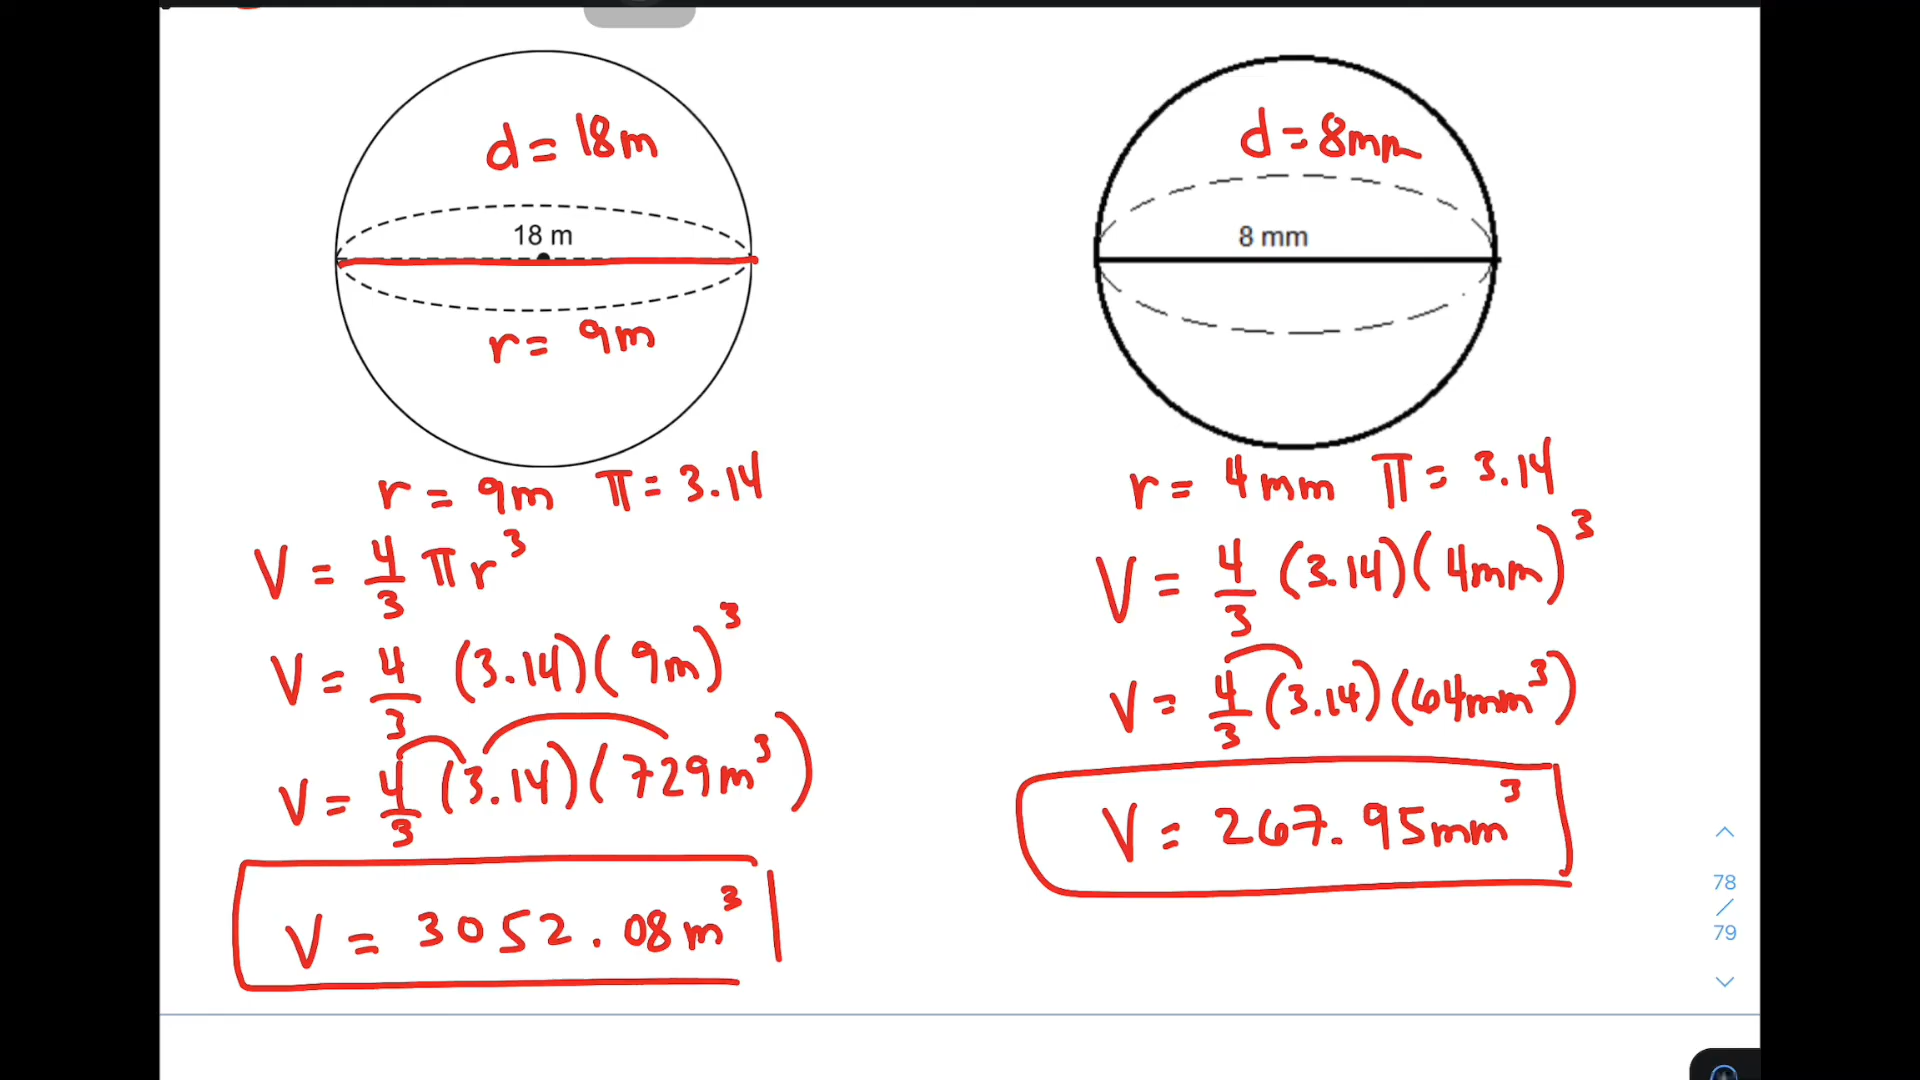 d = 18m
18 m
r = 9m
r = 9m π = 3.14
V = 4/3 πr³
V = 4/3 (3.14)(9m)³
V = 4/3 (3.14)(729m³)
V = 3052.08m³
d = 8mm
8 mm
r = 4mm π = 3.14
V = 4/3 (3.14)(4mm)³
V = 4/3 (3.14)(64mm³)
V = 267.95mm³
78
/
79